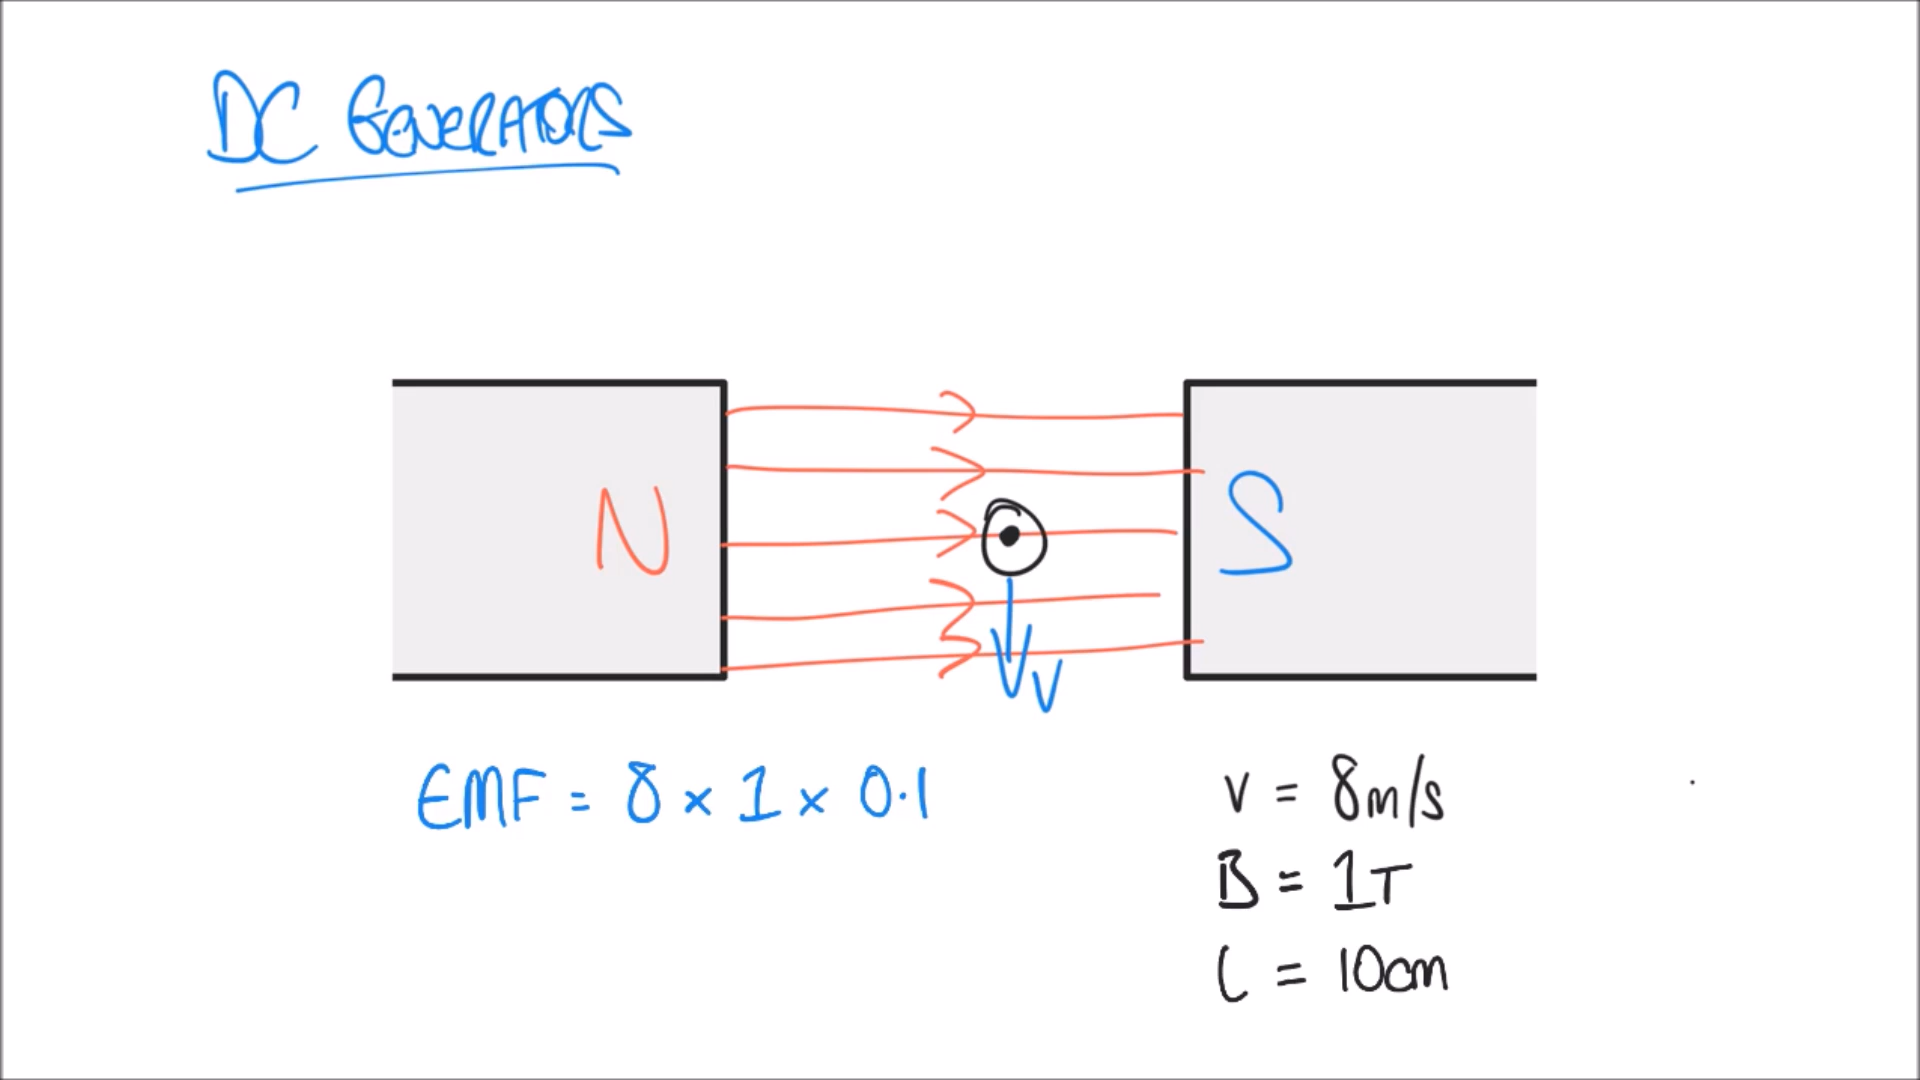 DC GENERATORS
N
S
V
EMF = 8 × 1 × 0.1
V = 8m/s
B = 1T
L = 10cm